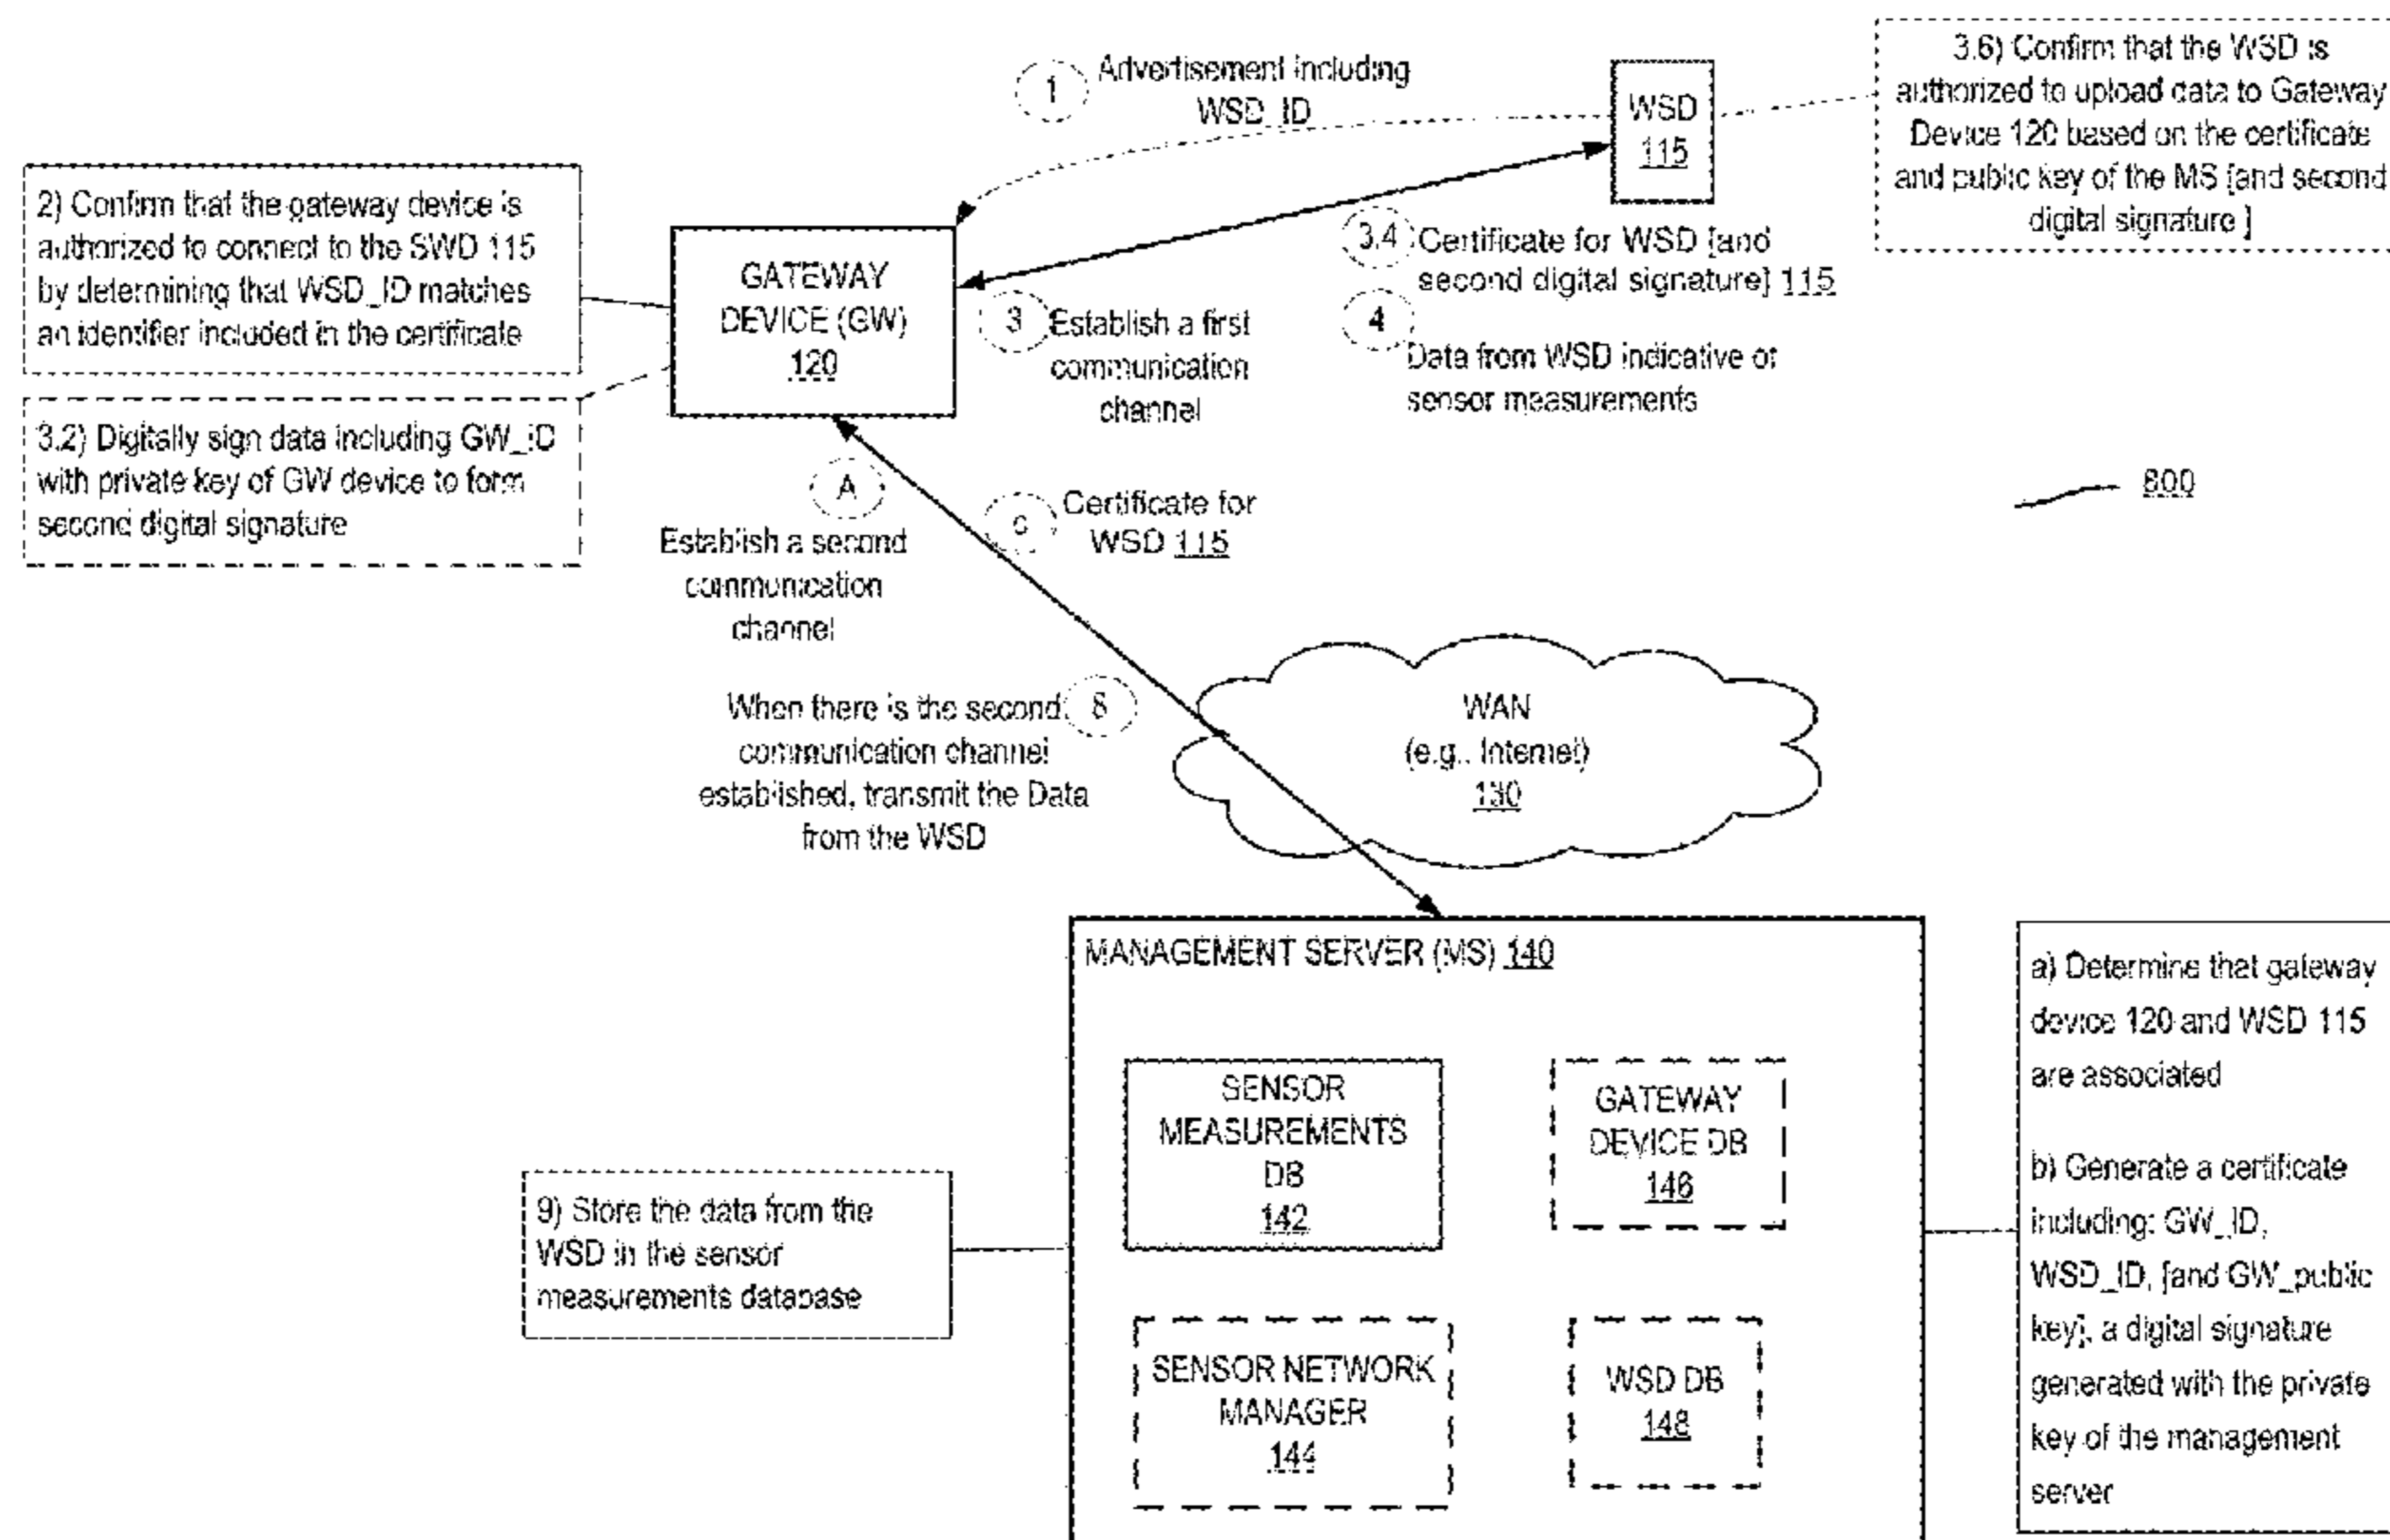 1
Advertisement including
WSD_ID
WSD
115
3.6) Confirm that the WSD is
authorized to upload data to Gateway
Device 120 based on the certificate
and public key of the MS [and second
digital signature ]
2) Confirm that the gateway device is
authorized to connect to the SWD 115
by determining that WSD_ID matches
an identifier included in the certificate
GATEWAY
DEVICE (GW)
120
3.4
Certificate for WSD [and
second digital signature] 115
3
Establish a first
communication
channel
4
Data from WSD indicative of
sensor measurements
3.2) Digitally sign data including GW_ID
with private key of GW device to form
second digital signature
A
Establish a second
communication
channel
c
Certificate for
WSD 115
800
When there is the second
communication channel
established, transmit the Data
from the WSD
8
WAN
(e.g., Internet)
130
MANAGEMENT SERVER (MS) 140
SENSOR
MEASUREMENTS
DB
142
GATEWAY
DEVICE DB
146
SENSOR NETWORK
MANAGER
144
WSD DB
148
9) Store the data from the
WSD in the sensor
measurements database
a) Determine that gateway
device 120 and WSD 115
are associated
b) Generate a certificate
including: GW_ID,
WSD_ID, [and GW_public
key], a digital signature
generated with the private
key of the management
server